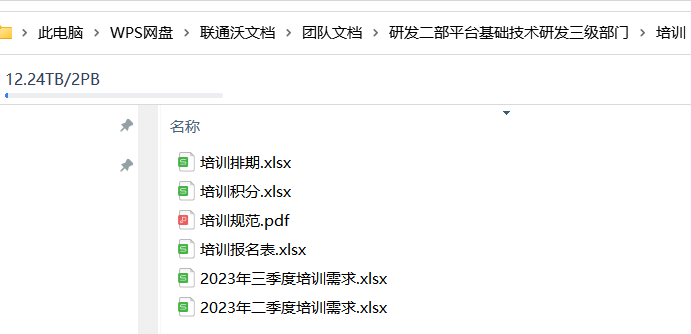 此电脑 > WPS网盘 > 联通沃文档 > 团队文档 > 研发二部平台基础技术研发三级部门 > 培训
12.24TB/2PB
名称
培训排期.xlsx
培训积分.xlsx
培训规范.pdf
培训报名表.xlsx
2023年三季度培训需求.xlsx
2023年二季度培训需求.xlsx